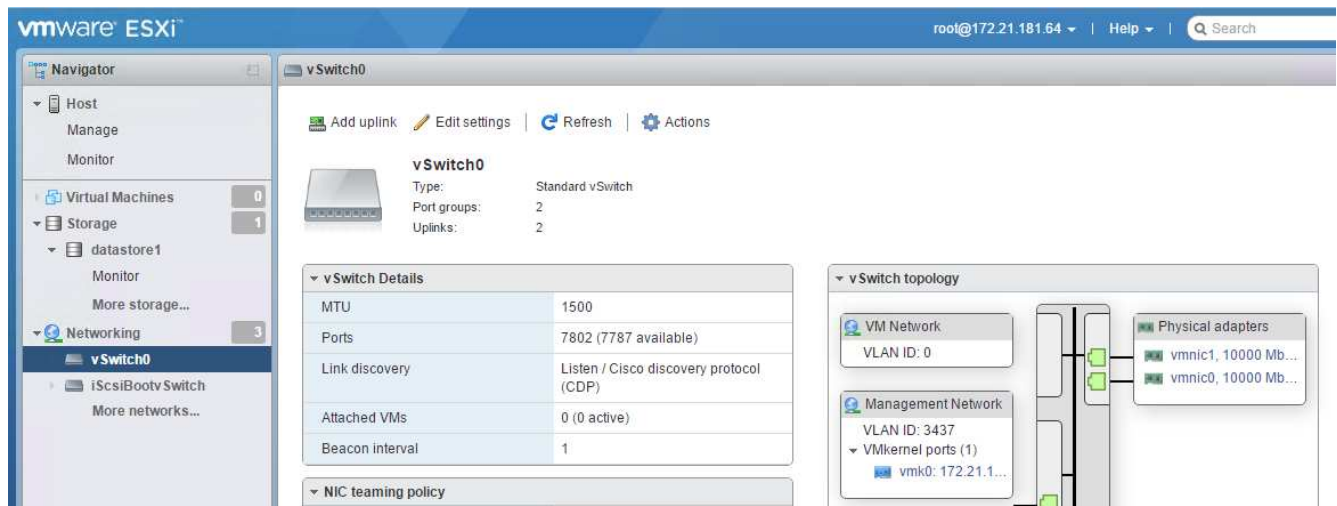 vmware ESXi™
root@172.21.181.64 | Help | Search
Navigator
Host
Manage
Monitor
Virtual Machines 0
Storage 1
datastore1
Monitor
More storage...
Networking 3
vSwitch0
iScsiBootvSwitch
More networks...
vSwitch0
Add uplink Edit settings | Refresh | Actions
vSwitch0
Type: Standard vSwitch
Port groups: 2
Uplinks: 2
vSwitch Details
MTU 1500
Ports 7802 (7787 available)
Link discovery Listen / Cisco discovery protocol
(CDP)
Attached VMs 0 (0 active)
Beacon interval 1
NIC teaming policy
vSwitch topology
VM Network
VLAN ID: 0
Management Network
VLAN ID: 3437
VMkernel ports (1)
vmk0: 172.21.1...
Physical adapters
vmnic1, 10000 Mb...
vmnic0, 10000 Mb...